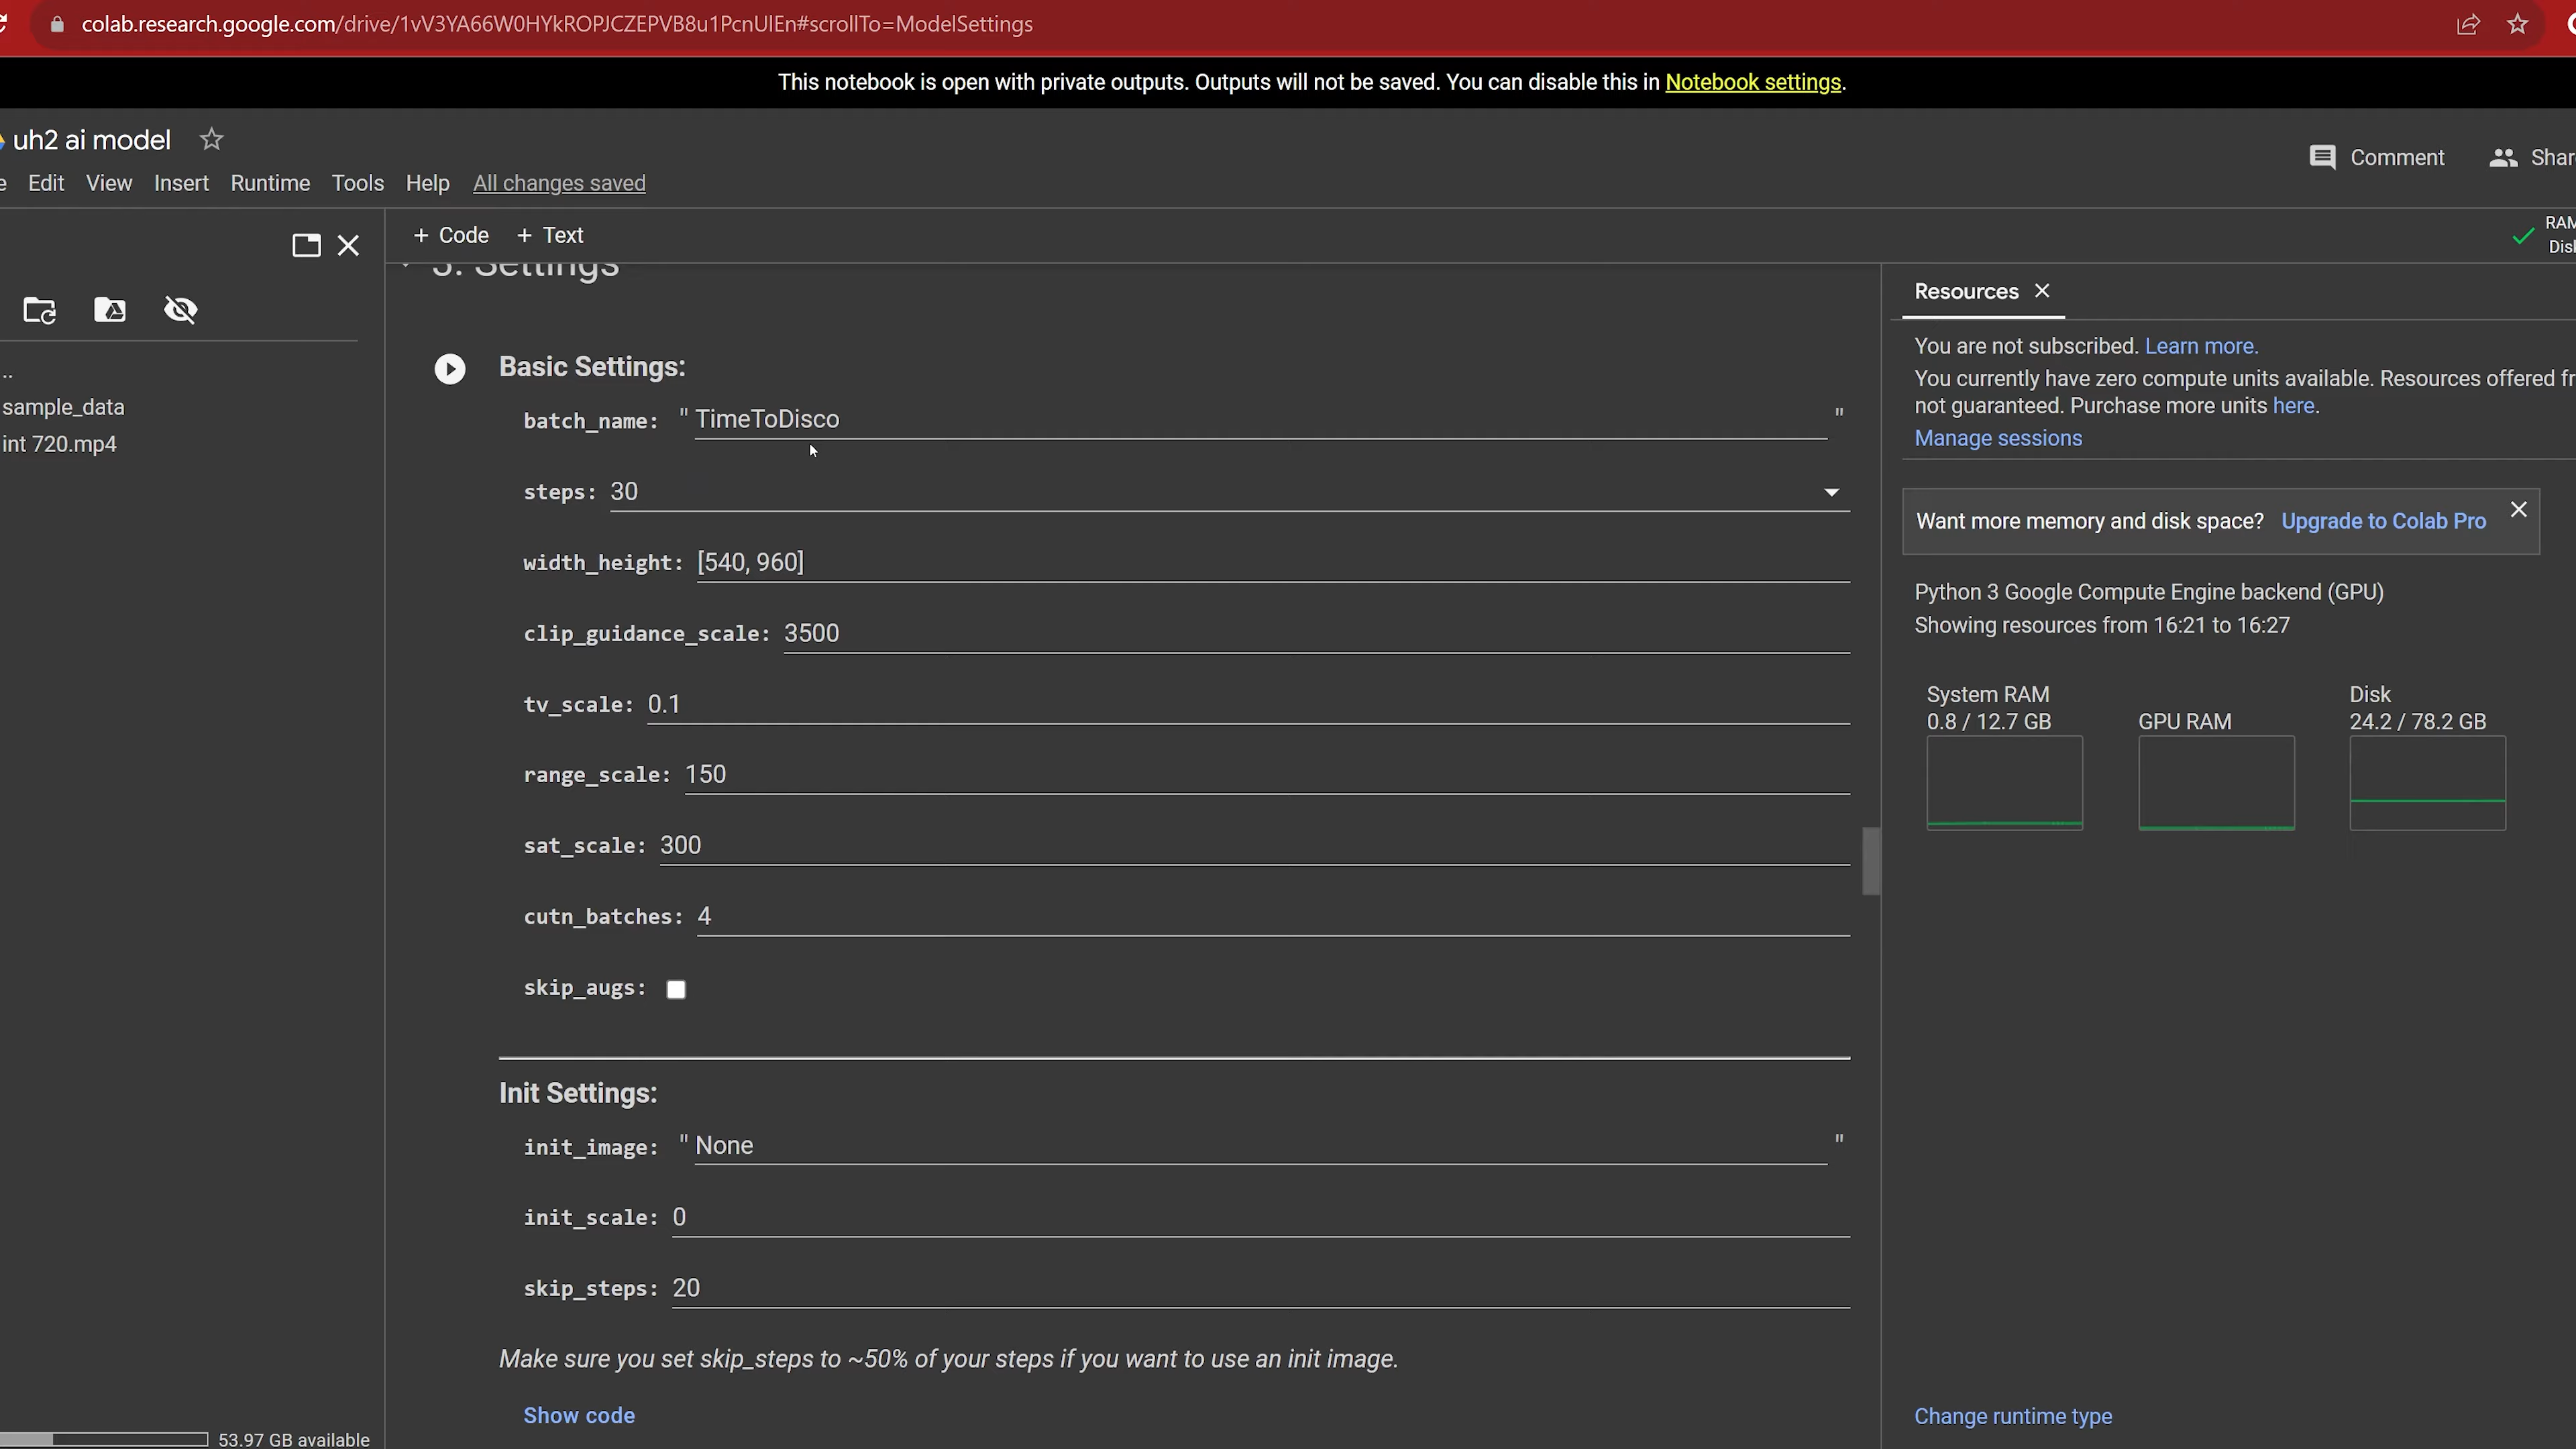 colab.research.google.com/drive/1vV3YA66W0HYkROPJCZEPVB8u1PcnUlEn#scrollTo=ModelSettings
This notebook is open with private outputs. Outputs will not be saved. You can disable this in Notebook settings.
uh2 ai model
Comment
Shar
e Edit View Insert Runtime Tools Help All changes saved
+ Code + Text
RAM
Disk
3. Settings
Resources
You are not subscribed. Learn more.
You currently have zero compute units available. Resources offered fr
not guaranteed. Purchase more units here.
Manage sessions
Want more memory and disk space? Upgrade to Colab Pro
Python 3 Google Compute Engine backend (GPU)
Showing resources from 16:21 to 16:27
System RAM
0.8 / 12.7 GB
GPU RAM
Disk
24.2 / 78.2 GB
Change runtime type
..
sample_data
int 720.mp4
53.97 GB available
Basic Settings:
batch_name: " TimeToDisco "
steps: 30
width_height: [540, 960]
clip_guidance_scale: 3500
tv_scale: 0.1
range_scale: 150
sat_scale: 300
cutn_batches: 4
skip_augs:
Init Settings:
init_image: " None "
init_scale: 0
skip_steps: 20
Make sure you set skip_steps to ~50% of your steps if you want to use an init image.
Show code